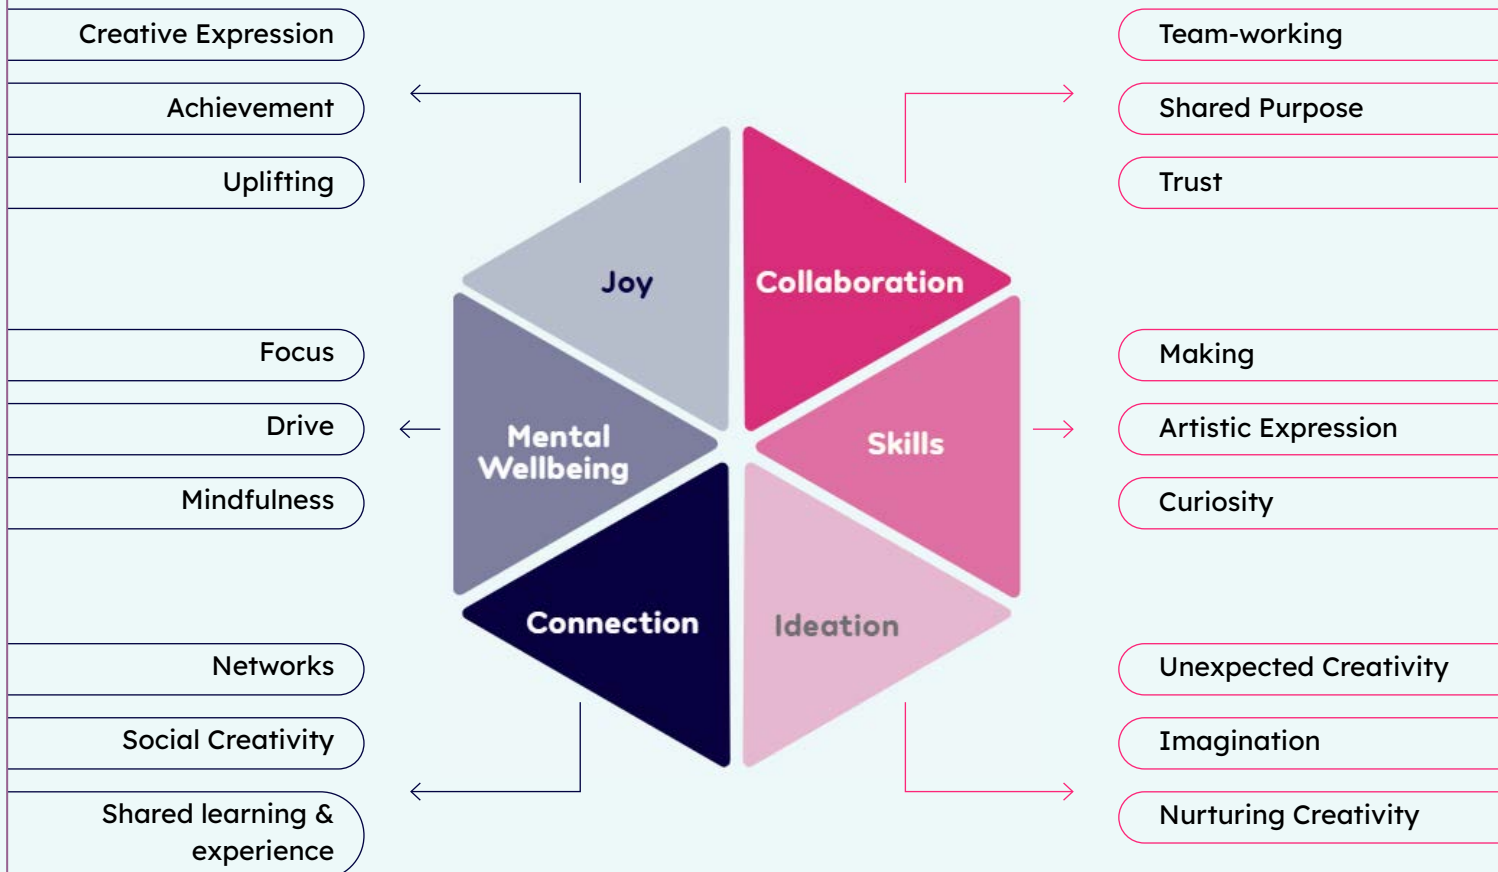 Creative Expression
Achievement
Uplifting
Team-working
Shared Purpose
Trust
Joy
Collaboration
Focus
Drive
Mindfulness
Mental
Wellbeing
Skills
Making
Artistic Expression
Curiosity
Connection
Ideation
Networks
Social Creativity
Shared learning &
experience
Unexpected Creativity
Imagination
Nurturing Creativity